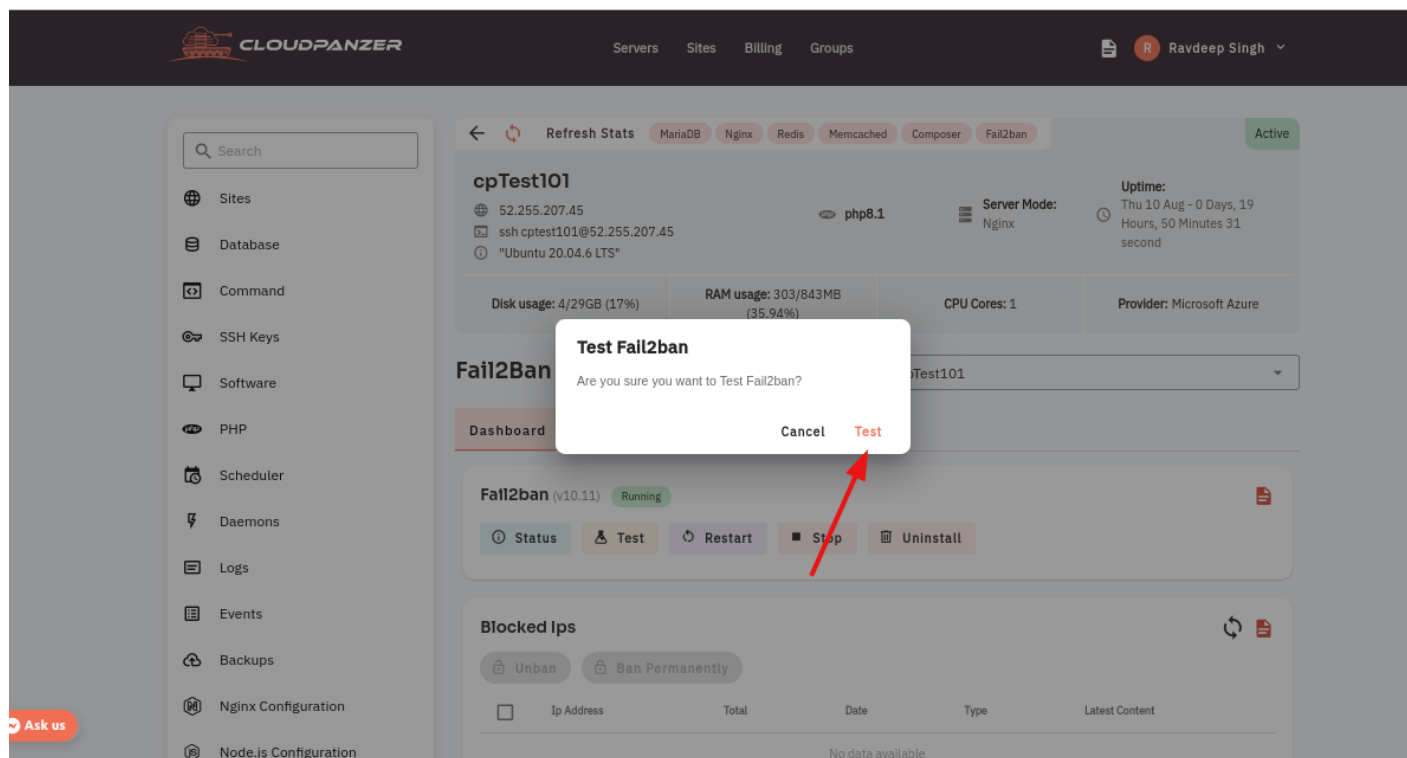 CLOUDPANZER
Servers Sites Billing Groups
R Ravdeep Singh
Search
Sites
Database
Command
SSH Keys
Software
PHP
Scheduler
Daemons
Logs
Events
Backups
Nginx Configuration
Node.js Configuration
Ask us
Refresh Stats MariaDB Nginx Redis Memcached Composer Fail2ban Active
cpTest101
52.255.207.45
ssh cptest101@52.255.207.45
"Ubuntu 20.04.6 LTS"
php8.1
Server Mode:
Nginx
Uptime:
Thu 10 Aug - 0 Days, 19
Hours, 50 Minutes 31
second
Disk usage: 4/29GB (17%)
RAM usage: 303/843MB
(35.94%)
CPU Cores: 1
Provider: Microsoft Azure
Fail2Ban
pTest101
Test Fail2ban
Are you sure you want to Test Fail2ban?
Cancel Test
Dashboard
Fail2ban (v10.11) Running
Status Test Restart Stop Uninstall
Blocked Ips
Unban Ban Permanently
Ip Address Total Date Type Latest Content
No data available